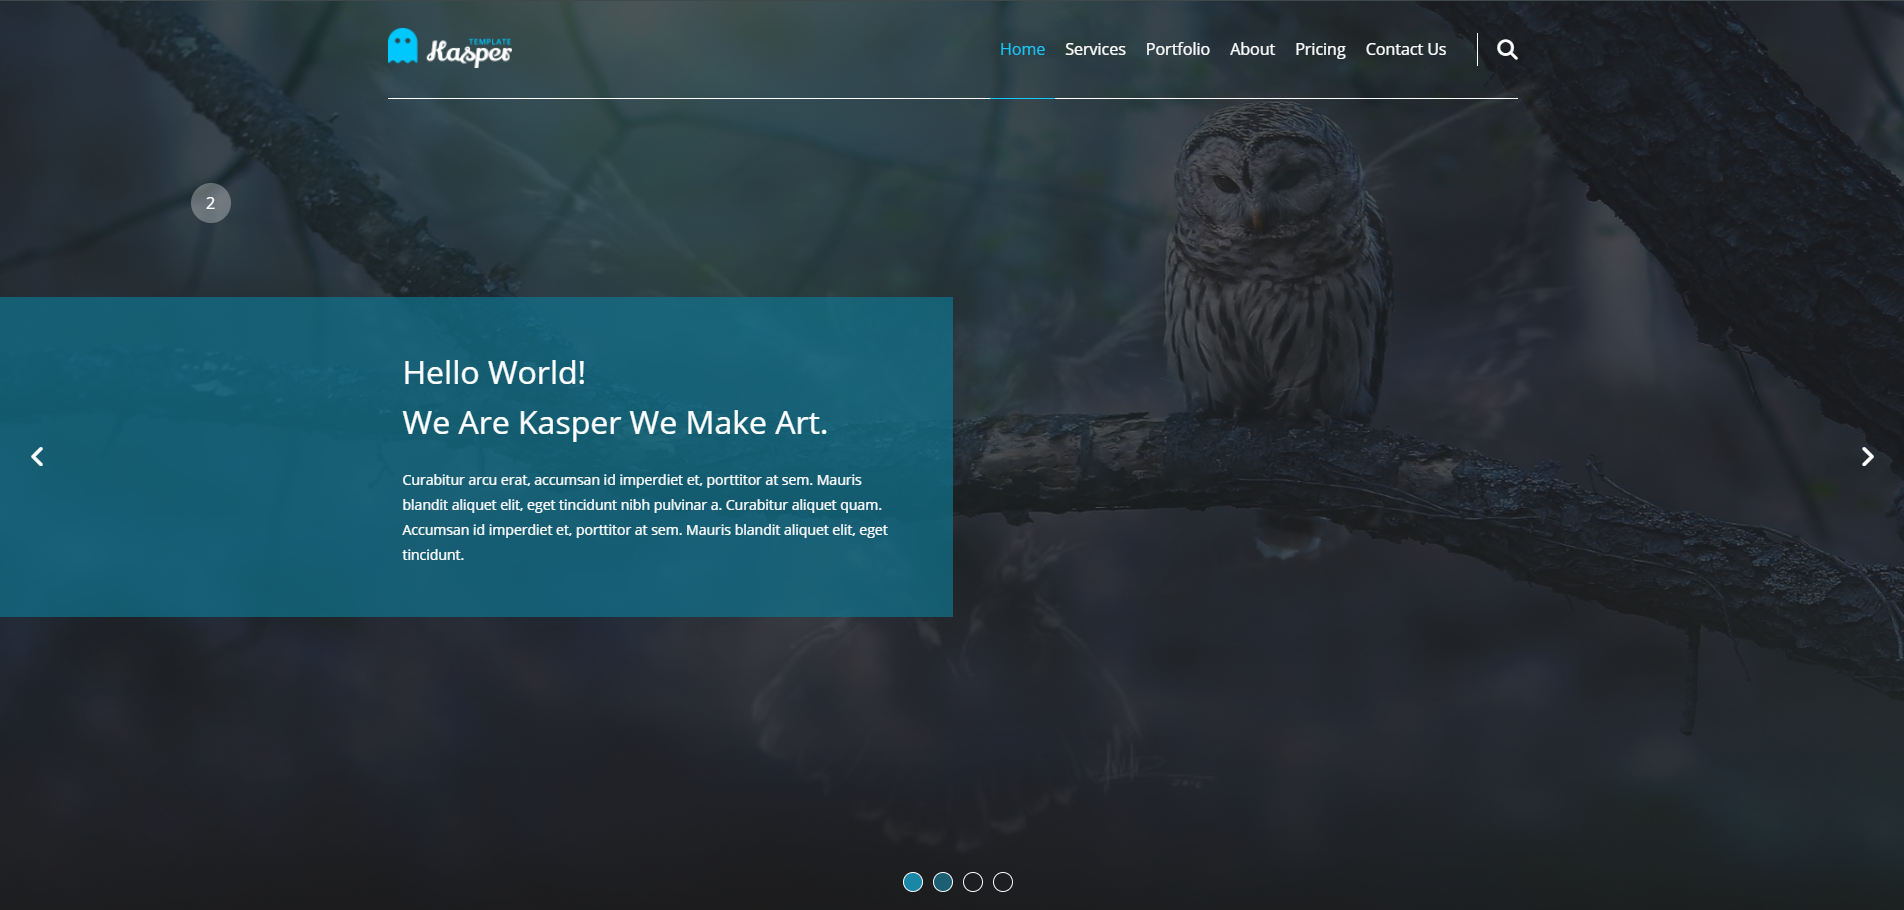 TEMPLATE
Kasper
Home Services Portfolio About Pricing Contact Us
2
Hello World!
We Are Kasper We Make Art.
Curabitur arcu erat, accumsan id imperdiet et, porttitor at sem. Mauris
blandit aliquet elit, eget tincidunt nibh pulvinar a. Curabitur aliquet quam.
Accumsan id imperdiet et, porttitor at sem. Mauris blandit aliquet elit, eget
tincidunt.